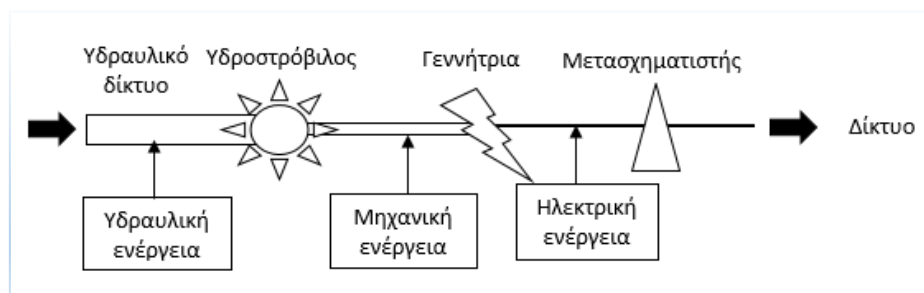 Υδραυλικό
δίκτυο
Υδροστρόβιλος
Γεννήτρια
Μετασχηματιστής
Δίκτυο
Υδραυλική
ενέργεια
Μηχανική
ενέργεια
Ηλεκτρική
ενέργεια